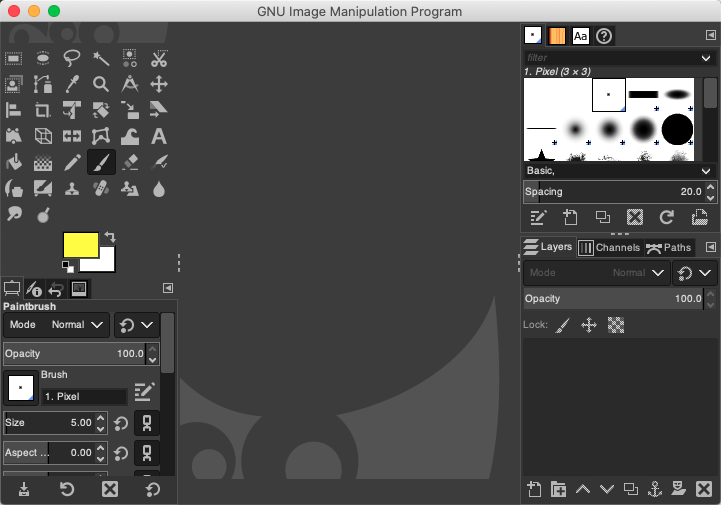 GNU Image Manipulation Program
Aa
filter
1. Pixel (3 × 3)
Basic,
Spacing 20.0
Layers Channels Paths
Mode Normal
Opacity 100.0
Lock:
A
Paintbrush
Mode Normal
Opacity 100.0
Brush
1. Pixel
Size 5.00
Aspect ... 0.00